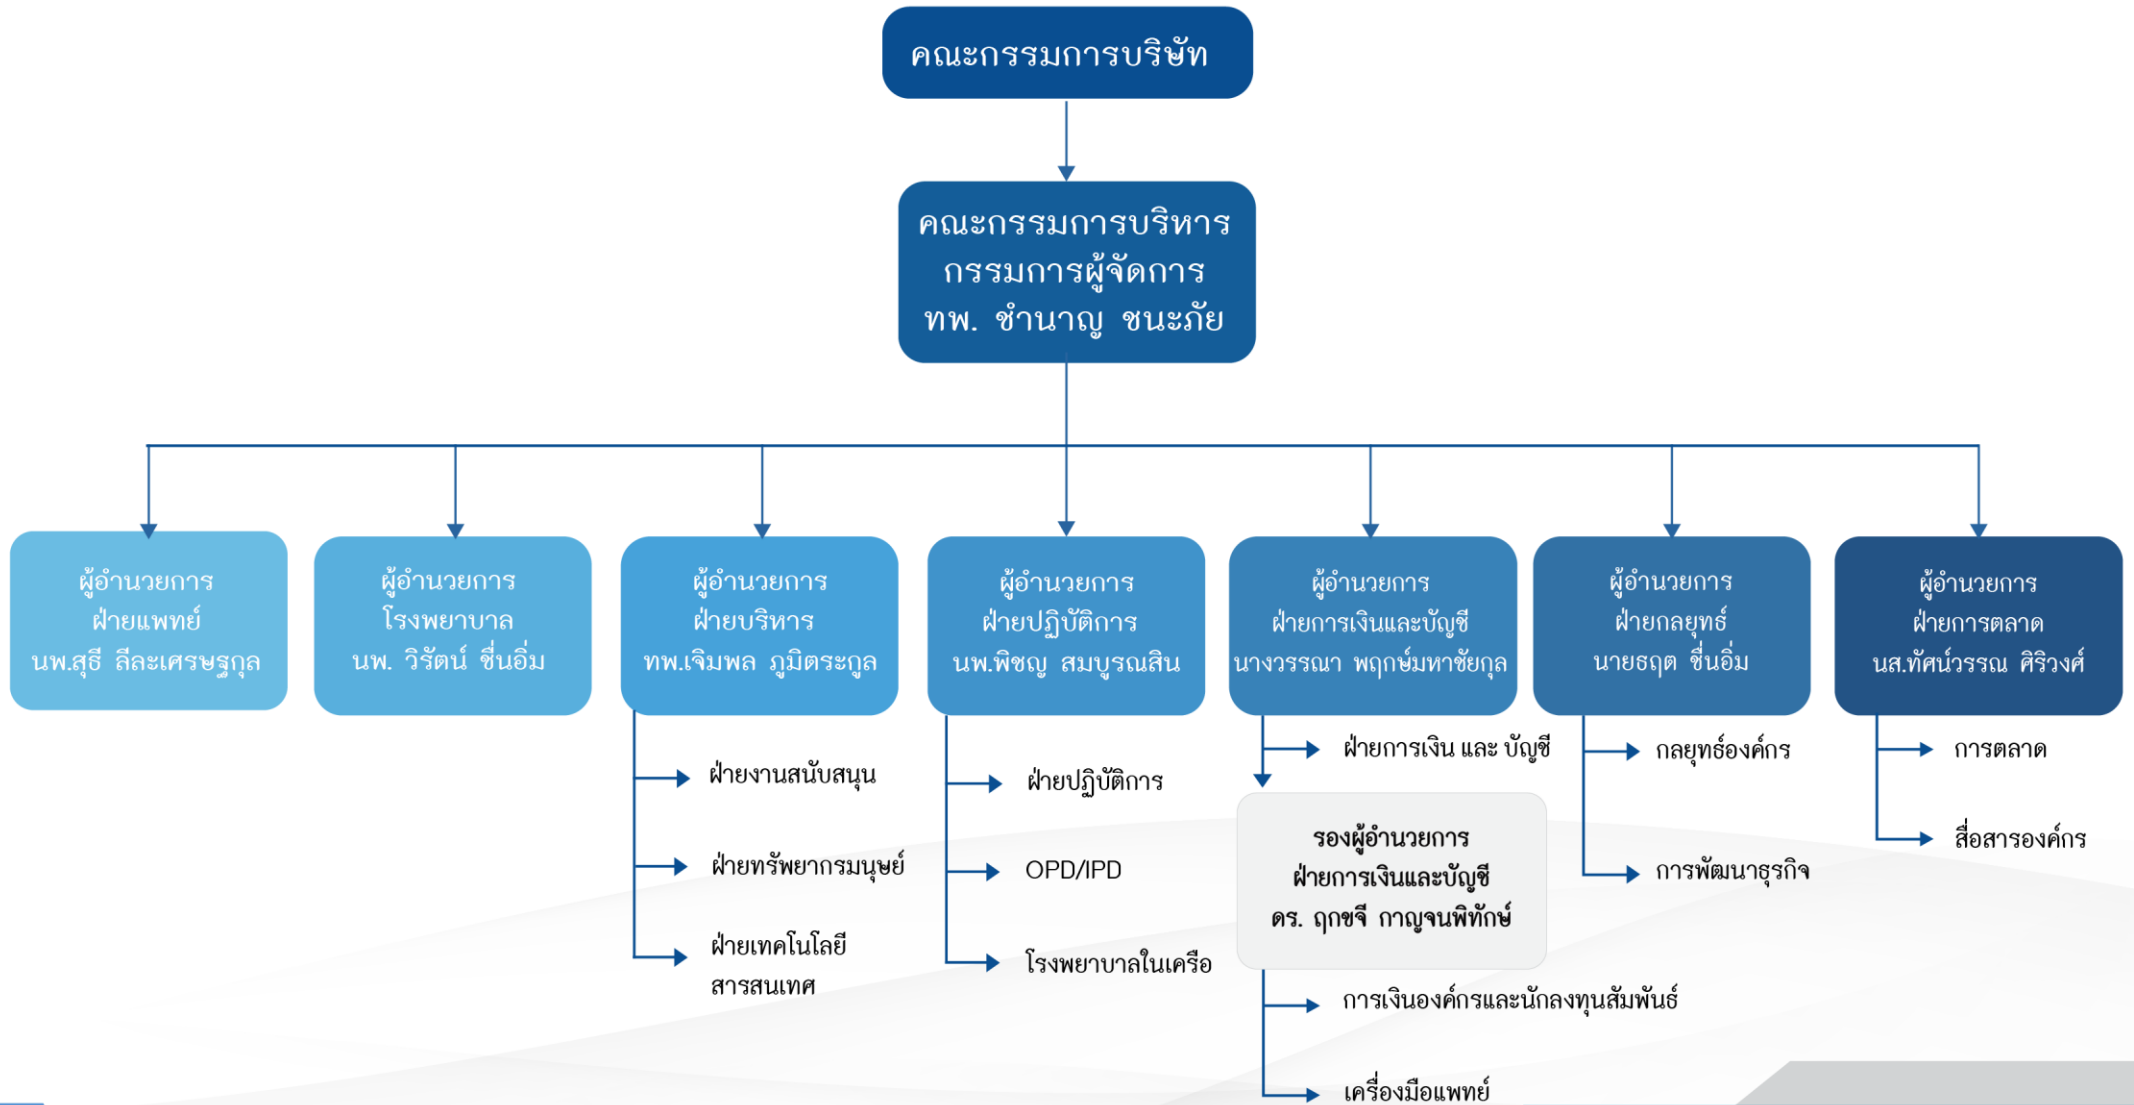 คณะกรรมการบริษัท
คณะกรรมการบริหาร
กรรมการผู้จัดการ
ทพ. ชำนาญ ชนะภัย
ผู้อำนวยการ
ฝ่ายแพทย์
นพ.สุธี ลีละเศรษฐกุล
ผู้อำนวยการ
โรงพยาบาล
นพ. วิรัตน์ ชื่นอิ่ม
ผู้อำนวยการ
ฝ่ายบริหาร
ทพ.เจิมพล ภูมิตระกูล
ฝ่ายงานสนับสนุน
ฝ่ายทรัพยากรมนุษย์
ฝ่ายเทคโนโลยี
สารสนเทศ
ผู้อำนวยการ
ฝ่ายปฏิบัติการ
นพ.พิชญ สมบูรณสิน
ฝ่ายปฏิบัติการ
OPD/IPD
โรงพยาบาลในเครือ
ผู้อำนวยการ
ฝ่ายการเงินและบัญชี
นางวรรณา พฤกษ์มหาชัยกุล
ฝ่ายการเงิน และ บัญชี
รองผู้อำนวยการ
ฝ่ายการเงินและบัญชี
ดร. ฤกขจี กาญจนพิทักษ์
การเงินองค์กรและนักลงทุนสัมพันธ์
เครื่องมือแพทย์
ผู้อำนวยการ
ฝ่ายกลยุทธ์
นายธฤต ชื่นอิ่ม
กลยุทธ์องค์กร
การพัฒนาธุรกิจ
ผู้อำนวยการ
ฝ่ายการตลาด
นส.ทัศน์วรรณ ศิริวงศ์
การตลาด
สื่อสารองค์กร